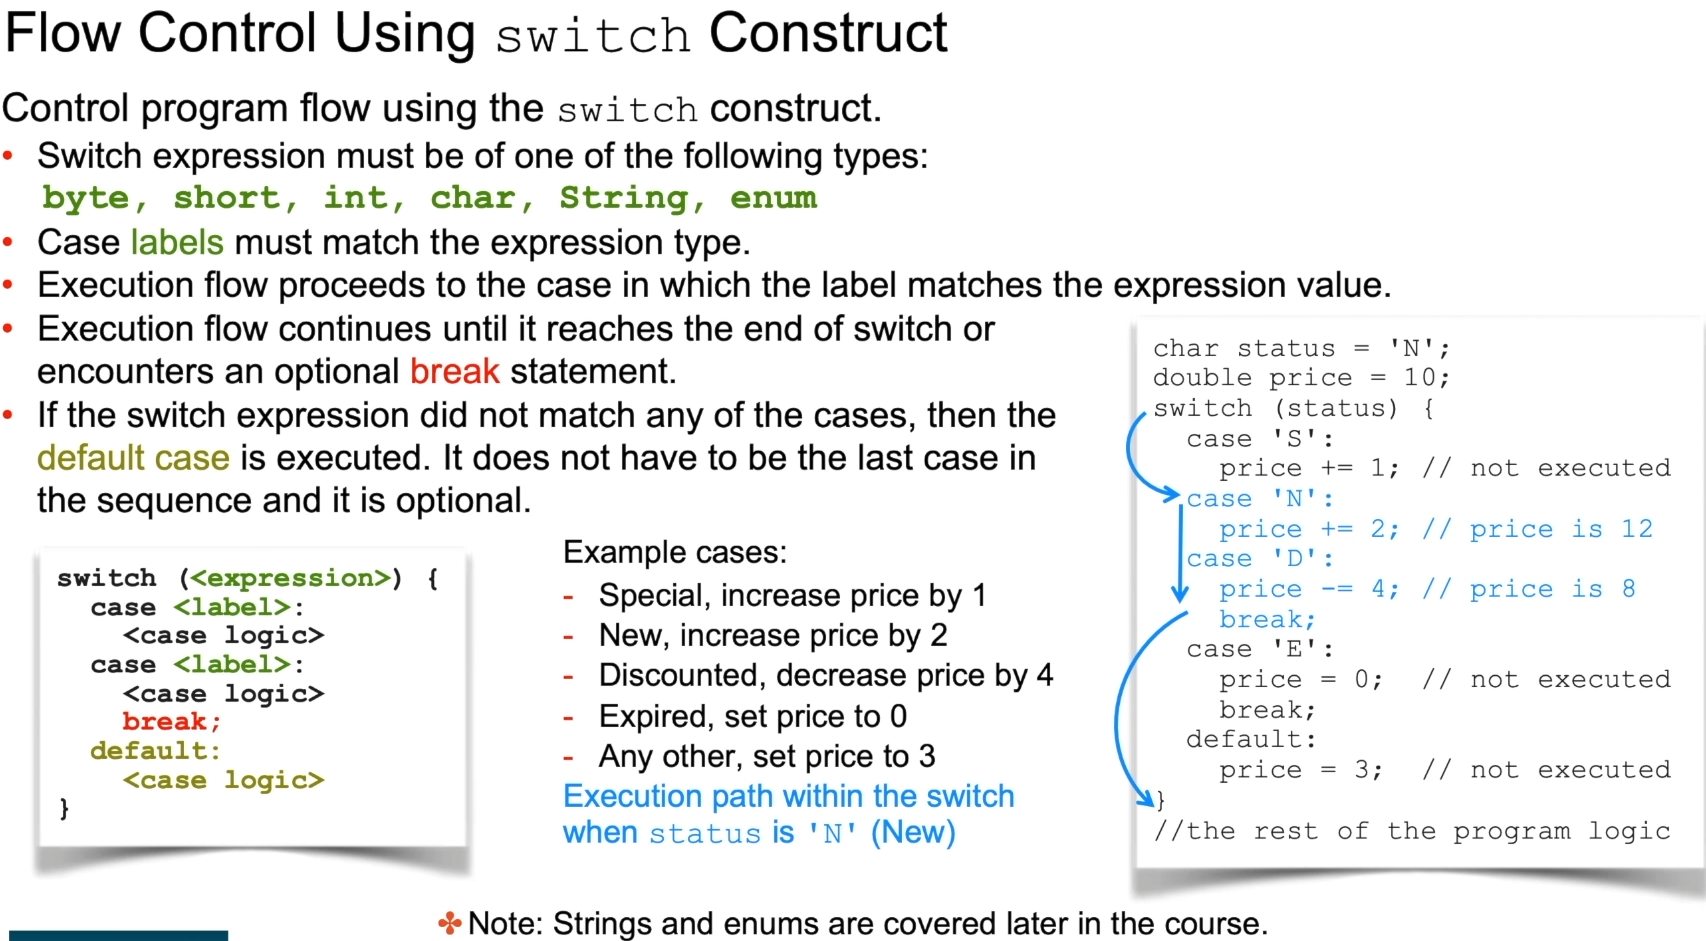 Flow Control Using switch Construct
Control program flow using the switch construct.
• Switch expression must be of one of the following types:
byte, short, int, char, String, enum
• Case labels must match the expression type.
• Execution flow proceeds to the case in which the label matches the expression value.
• Execution flow continues until it reaches the end of switch or
encounters an optional break statement.
• If the switch expression did not match any of the cases, then the
default case is executed. It does not have to be the last case in
the sequence and it is optional.
switch (<expression>) {
case <label>:
<case logic>
case <label>:
<case logic>
break;
default:
<case logic>
}
Example cases:
- Special, increase price by 1
- New, increase price by 2
- Discounted, decrease price by 4
- Expired, set price to 0
- Any other, set price to 3
Execution path within the switch
when status is 'N' (New)
char status = 'N';
double price = 10;
switch (status) {
case 'S':
price += 1; // not executed
case 'N':
price += 2; // price is 12
case 'D':
price -= 4; // price is 8
break;
case 'E':
price = 0; // not executed
break;
default:
price = 3; // not executed
}
//the rest of the program logic
✤ Note: Strings and enums are covered later in the course.